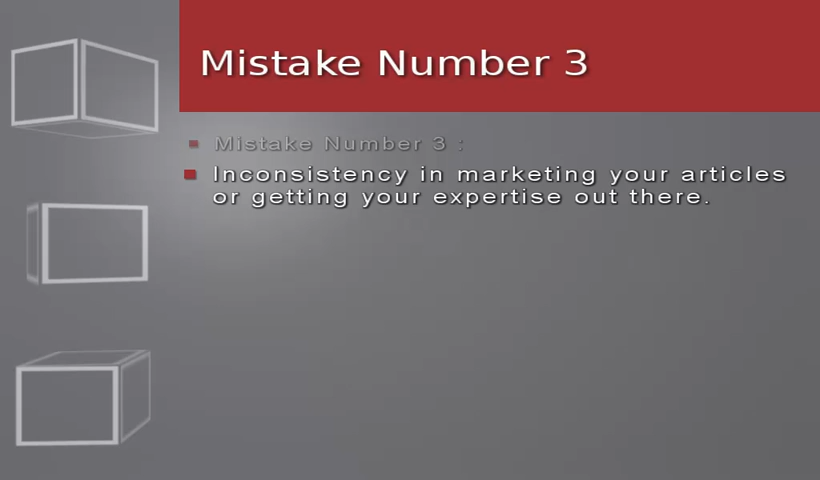 Mistake Number 3
Mistake Number 3 :
Inconsistency in marketing your articles
or getting your expertise out there.